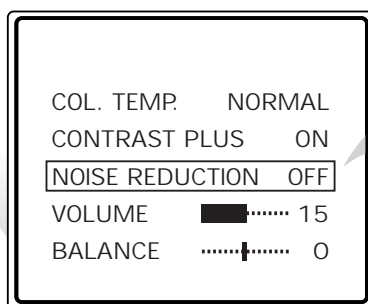 COL. TEMP. NORMAL
CONTRAST PLUS ON
NOISE REDUCTION OFF
VOLUME 15
BALANCE 0